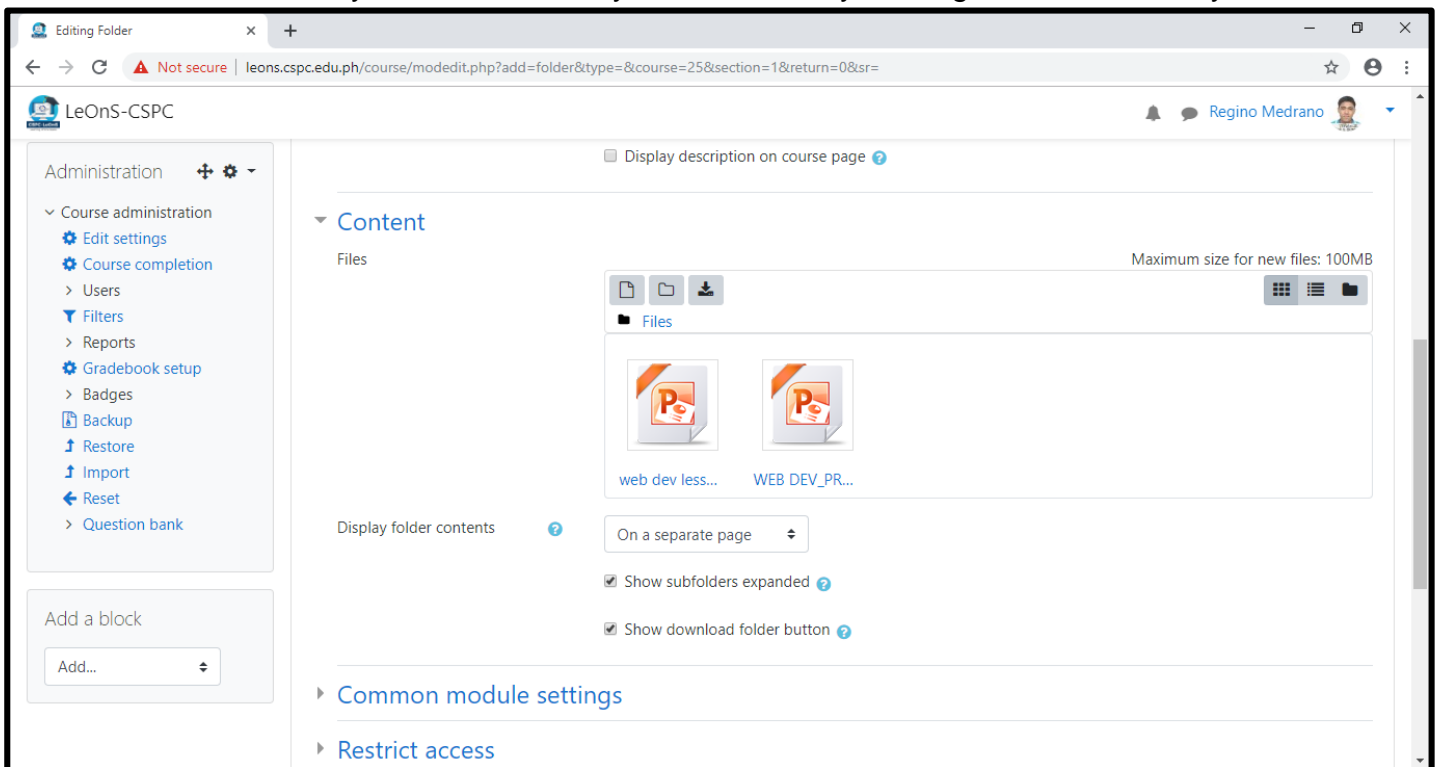 Editing Folder
Not secure | leons.cspc.edu.ph/course/modedit.php?add=folder&type=&course=25&section=1&return=0&sr=
LeOnS-CSPC
Regino Medrano
Administration
Course administration
Edit settings
Course completion
Users
Filters
Reports
Gradebook setup
Badges
Backup
Restore
Import
Reset
Question bank
Add a block
Add...
Display description on course page
Content
Files
Maximum size for new files: 100MB
Files
web dev less...
WEB DEV_PR...
Display folder contents
On a separate page
Show subfolders expanded
Show download folder button
Common module settings
Restrict access